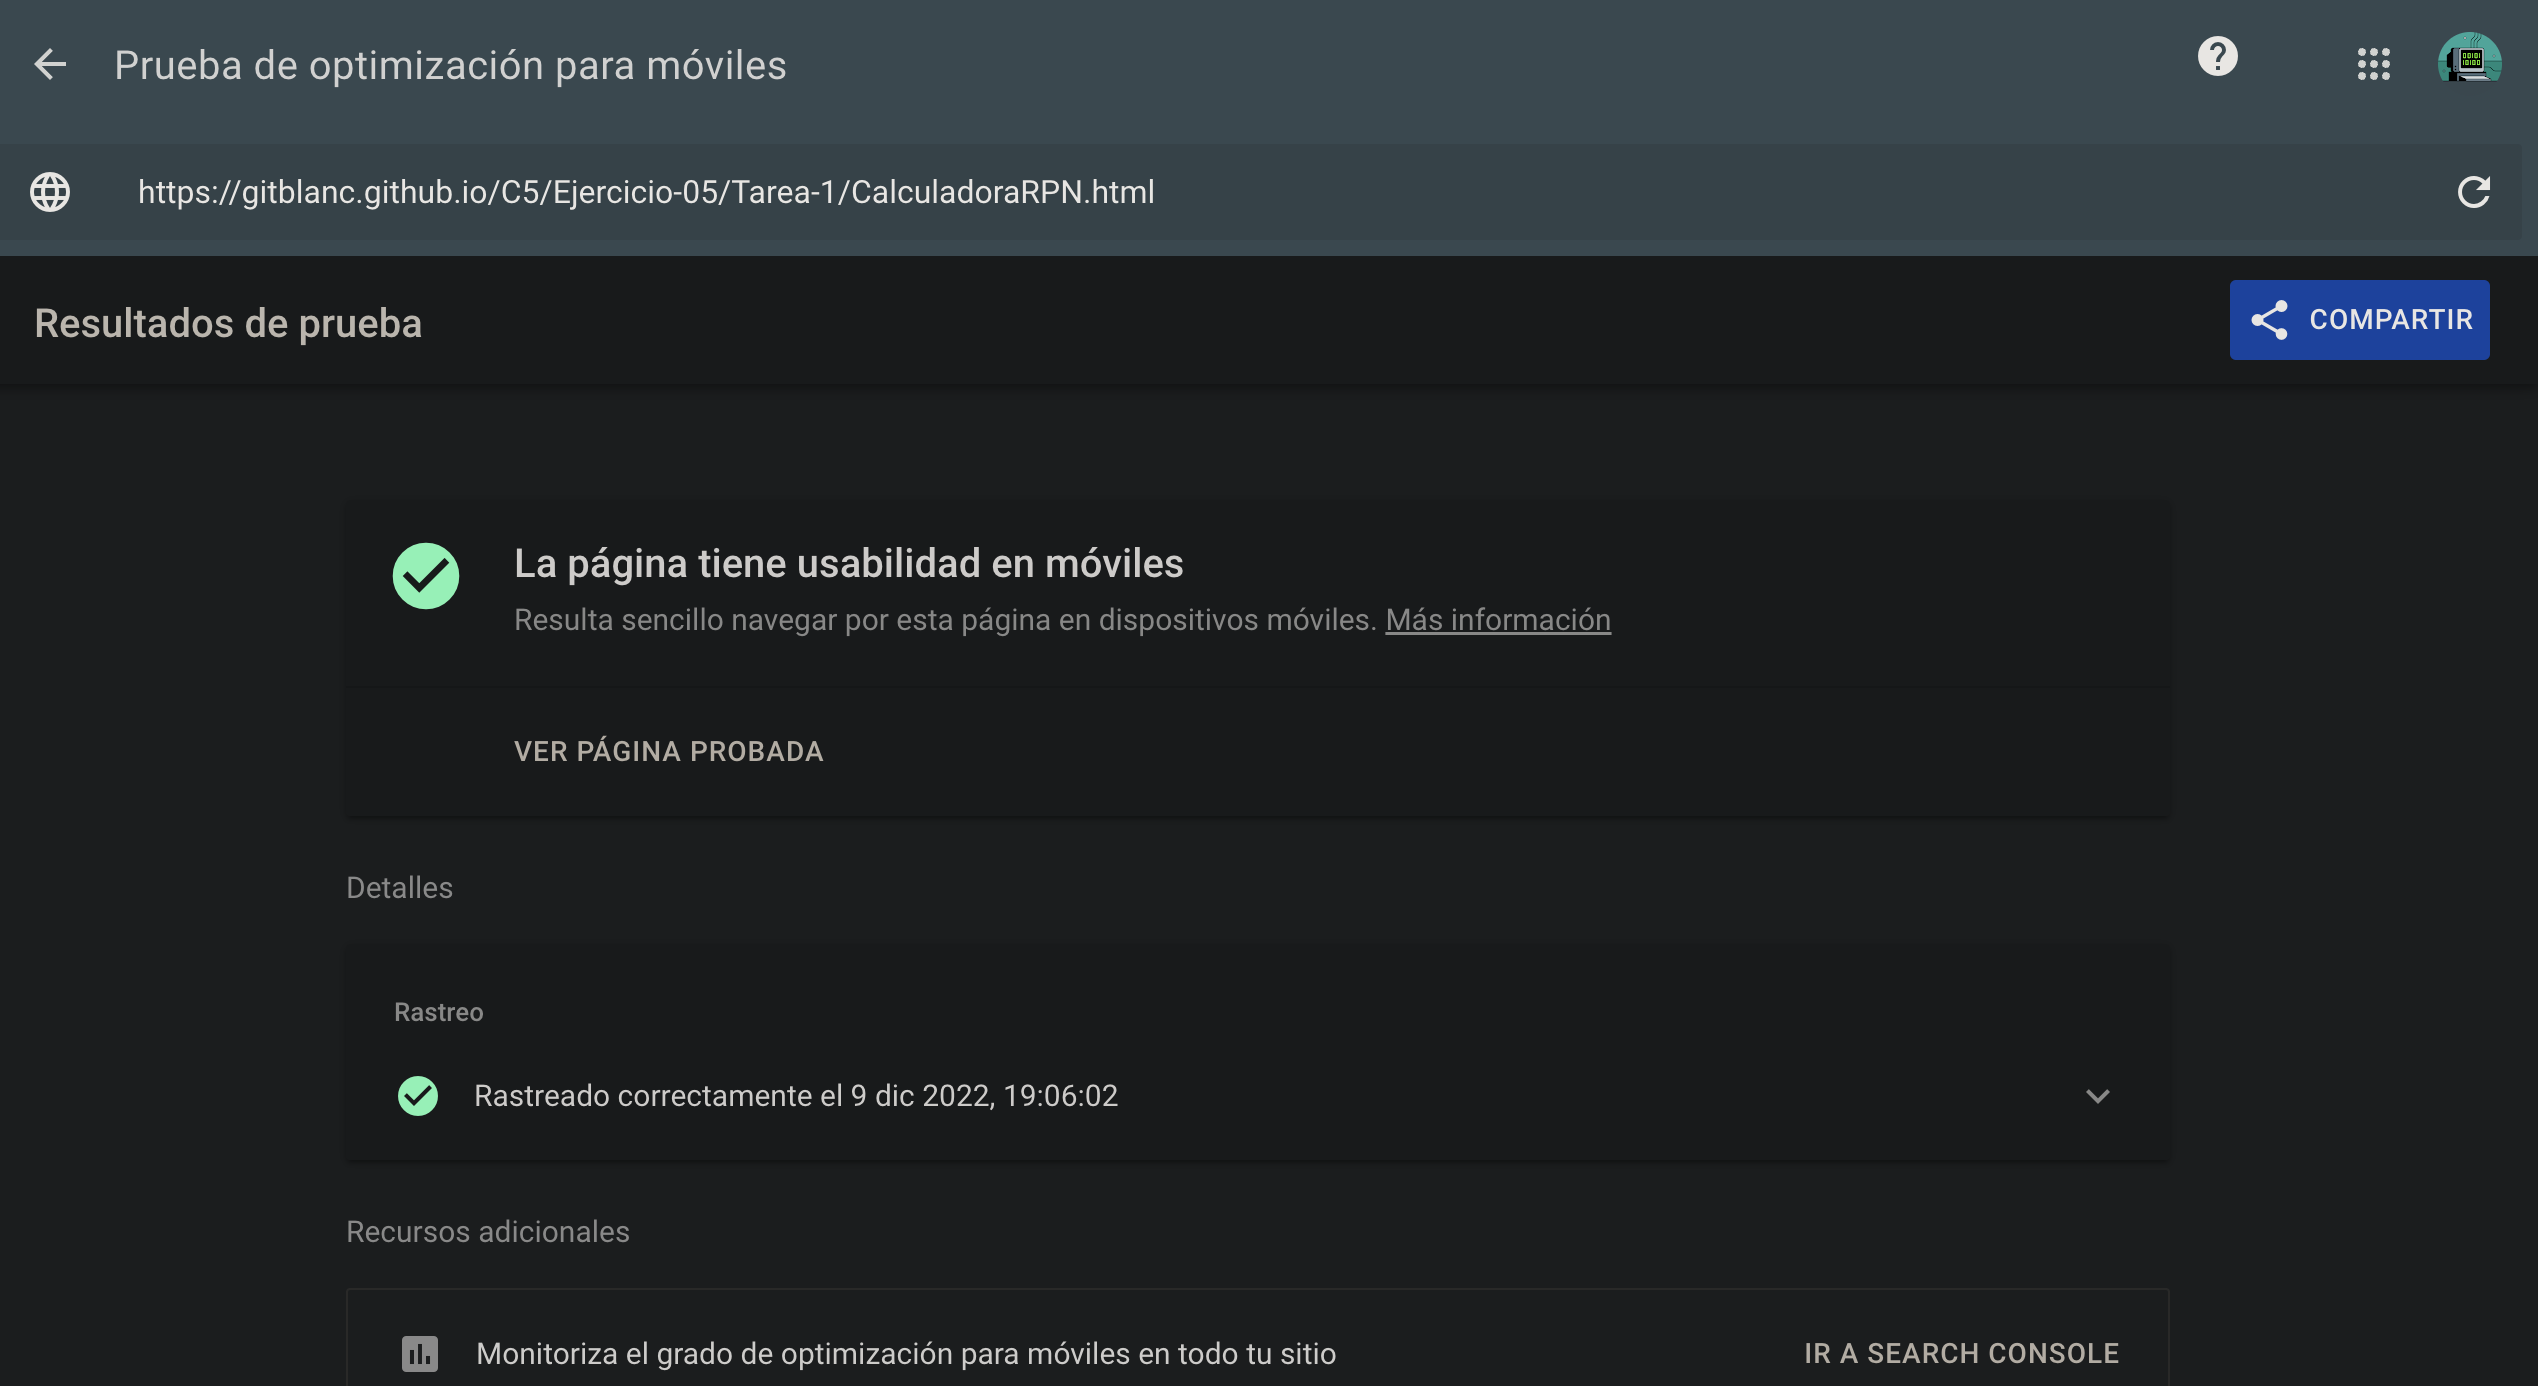 Prueba de optimización para móviles
https://gitblanc.github.io/C5/Ejercicio-05/Tarea-1/CalculadoraRPN.html
Resultados de prueba
COMPARTIR
La página tiene usabilidad en móviles
Resulta sencillo navegar por esta página en dispositivos móviles. Más información
VER PÁGINA PROBADA
Detalles
Rastreo
Rastreado correctamente el 9 dic 2022, 19:06:02
Recursos adicionales
Monitoriza el grado de optimización para móviles en todo tu sitio
IR A SEARCH CONSOLE